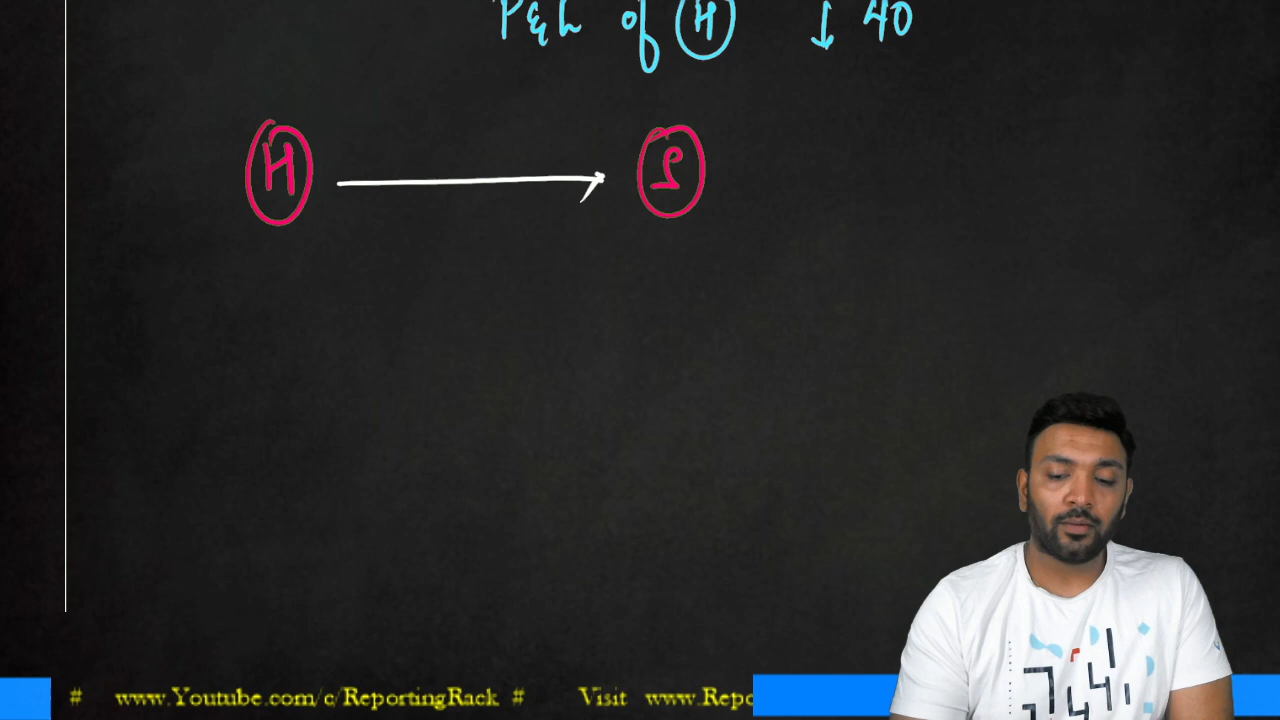 P&L of H ↓ 40
H → S
# www.Youtube.com/c/ReportingRack # Visit www.Repo